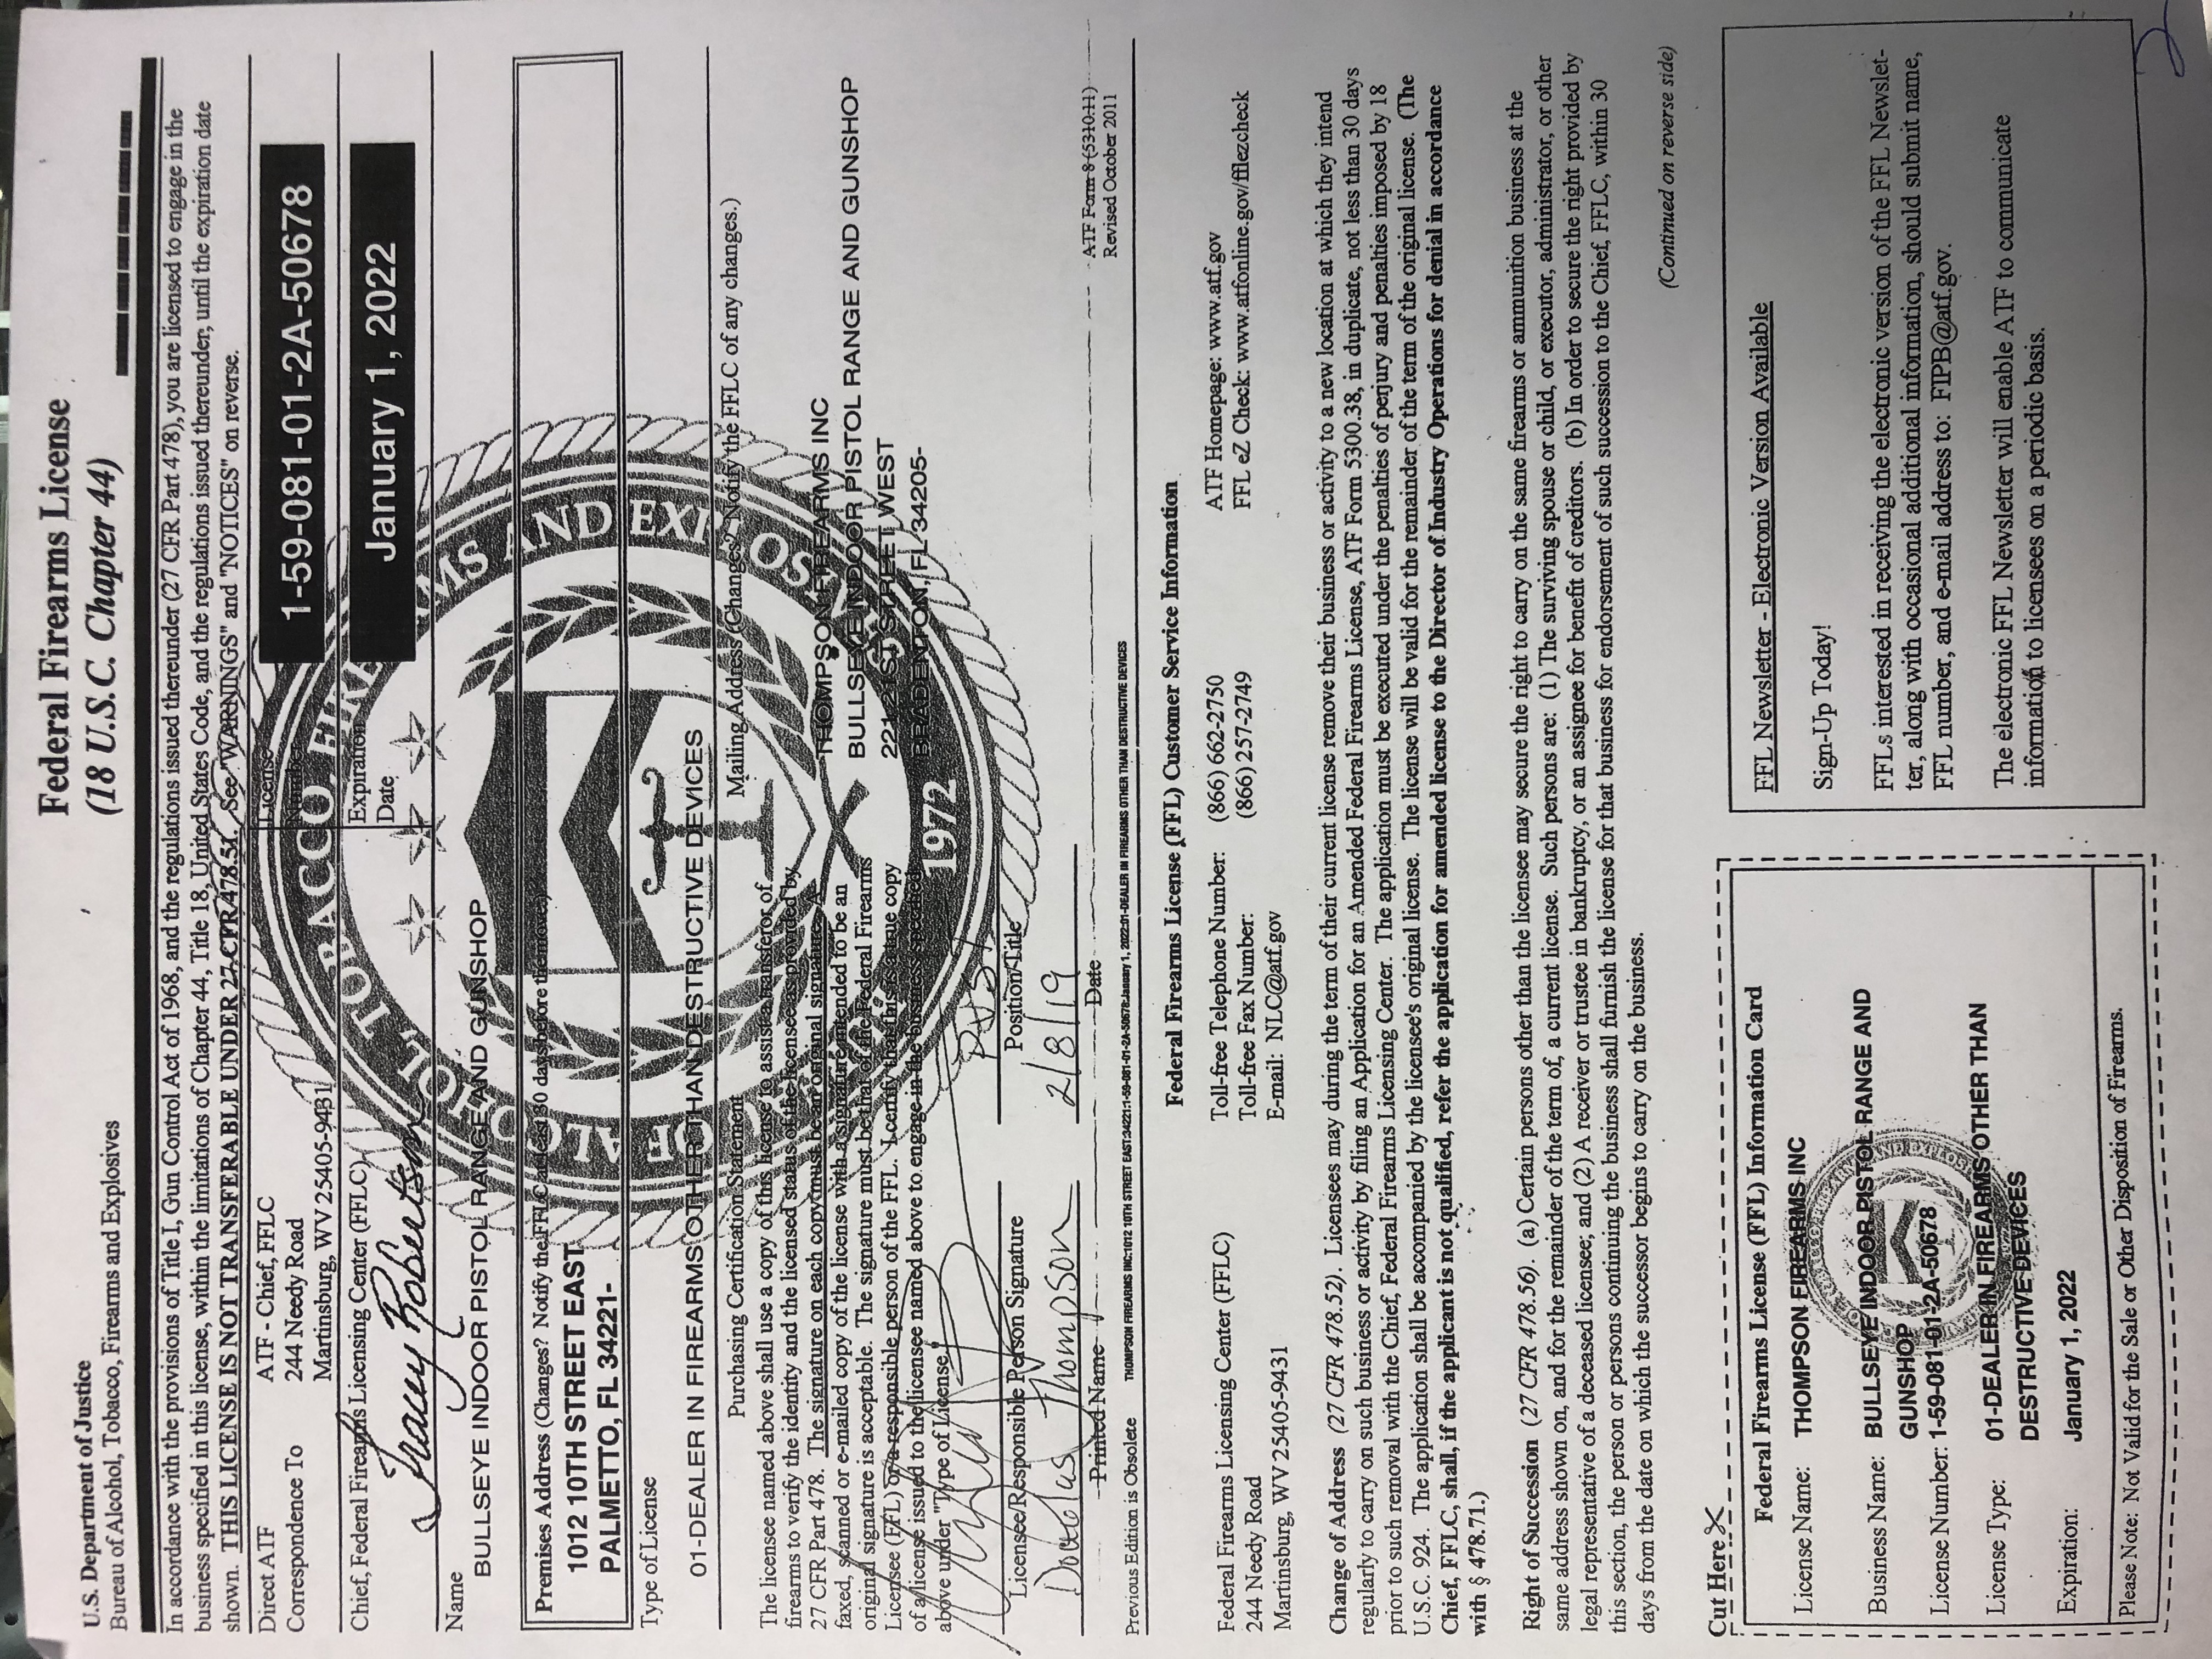 Federal Firearms License
(18 U.S.C. Chapter 44)
U.S. Department of Justice
Bureau of Alcohol, Tobacco, Firearms and Explosives
In accordance with the provisions of Title I, Gun Control Act of 1968, and the regulations issued thereunder (27 CFR Part 478), you are licensed to engage in the
business specified in this license, within the limitations of Chapter 44, Title 18, United States Code, and the regulations issued thereunder, until the expiration date
shown. THIS LICENSE IS NOT TRANSFERABLE UNDER 27 CFR 478.51. See "WARNINGS" and "NOTICES" on reverse.
Direct ATF
Correspondence To
ATF - Chief, FFLC
244 Needy Road
Martinsburg, WV 25405-9431
License
Number
1-59-081-01-2A-50678
Chief, Federal Firearms Licensing Center (FFLC)
Tracey Robertson
Expiration
Date
January 1, 2022
Name
BULLSEYE INDOOR PISTOL RANGE AND GUNSHOP
Premises Address (Changes? Notify the FFLC at least 30 days before the move.)
1012 10TH STREET EAST
PALMETTO, FL 34221-
Type of License
01-DEALER IN FIREARMS OTHER THAN DESTRUCTIVE DEVICES
Purchasing Certification Statement
The licensee named above shall use a copy of this license to assist a transferor of
firearms to verify the identity and the licensed status of the licensee as provided by
27 CFR Part 478. The signature on each copy must be an original signature. A
faxed, scanned or e-mailed copy of the license with a signature intended to be an
original signature is acceptable. The signature must be that of the Federal Firearms
Licensee (FFL) or a responsible person of the FFL. I certify that this is a true copy
of a license issued to the licensee named above to engage in the business specified
above under "Type of License."
Mailing Address (Changes? Notify the FFLC of any changes.)
THOMPSON FIREARMS INC
BULLSEYE INDOOR PISTOL RANGE AND GUNSHOP
221 21ST STREET WEST
BRADENTON, FL 34205-
ALCOHOL, TOBACCO, FIREARMS AND EXPLOSIVES
1972
Licensee/Responsible Person Signature
Position/Title
Douglas Thompson
2/8/19
Printed Name
Date
ATF Form 8 (5310.11)
Revised October 2011
Previous Edition is Obsolete
THOMPSON FIREARMS INC:1012 10TH STREET EAST:34221:1-59-081-01-2A-50678:January 1, 2022:01-DEALER IN FIREARMS OTHER THAN DESTRUCTIVE DEVICES
Federal Firearms License (FFL) Customer Service Information
Federal Firearms Licensing Center (FFLC)
244 Needy Road
Martinsburg, WV 25405-9431
Toll-free Telephone Number: (866) 662-2750
Toll-free Fax Number: (866) 257-2749
E-mail: NLC@atf.gov
ATF Homepage: www.atf.gov
FFL eZ Check: www.atfonline.gov/fflezcheck
Change of Address (27 CFR 478.52). Licensees may during the term of their current license remove their business or activity to a new location at which they intend
regularly to carry on such business or activity by filing an Application for an Amended Federal Firearms License, ATF Form 5300.38, in duplicate, not less than 30 days
prior to such removal with the Chief, Federal Firearms Licensing Center. The application must be executed under the penalties of perjury and penalties imposed by 18
U.S.C. 924. The application shall be accompanied by the licensee's original license. The license will be valid for the remainder of the term of the original license. (The
Chief, FFLC, shall, if the applicant is not qualified, refer the application for amended license to the Director of Industry Operations for denial in accordance
with § 478.71.)
Right of Succession (27 CFR 478.56). (a) Certain persons other than the licensee may secure the right to carry on the same firearms or ammunition business at the
same address shown on, and for the remainder of the term of, a current license. Such persons are: (1) The surviving spouse or child, or executor, administrator, or other
legal representative of a deceased licensee; and (2) A receiver or trustee in bankruptcy, or an assignee for benefit of creditors. (b) In order to secure the right provided by
this section, the person or persons continuing the business shall furnish the license for that business for endorsement of such succession to the Chief, FFLC, within 30
days from the date on which the successor begins to carry on the business.
(Continued on reverse side)
Cut Here
Federal Firearms License (FFL) Information Card
License Name: THOMPSON FIREARMS INC
Business Name: BULLSEYE INDOOR PISTOL RANGE AND
GUNSHOP
License Number: 1-59-081-01-2A-50678
License Type: 01-DEALER IN FIREARMS OTHER THAN
DESTRUCTIVE DEVICES
Expiration: January 1, 2022
Please Note: Not Valid for the Sale or Other Disposition of Firearms.
FFL Newsletter - Electronic Version Available
Sign-Up Today!
FFLs interested in receiving the electronic version of the FFL Newslet-
ter, along with occasional additional information, should submit name,
FFL number, and e-mail address to: FIPB@atf.gov.
The electronic FFL Newsletter will enable ATF to communicate
information to licensees on a periodic basis.